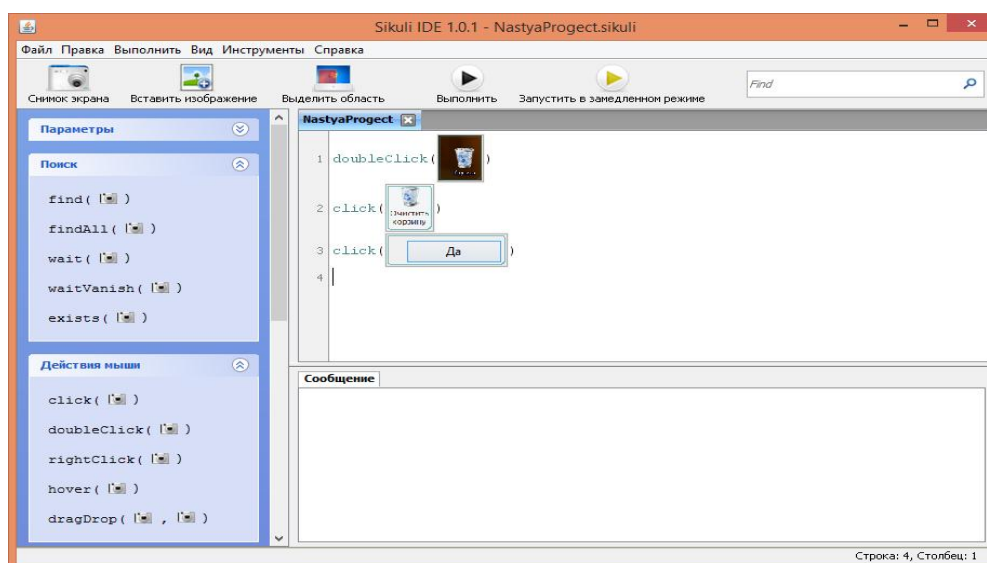 Sikuli IDE 1.0.1 - NastyaProgect.sikuli
Файл Правка Выполнить Вид Инструменты Справка
Снимок экрана Вставить изображение Выделить область Выполнить Запустить в замедленном режиме
Find
Параметры
Поиск
find( )
findAll( )
wait( )
waitVanish( )
exists( )
Действия мыши
click( )
doubleClick( )
rightClick( )
hover( )
dragDrop( , )
NastyaProgect
1 doubleClick( )
2 click( Очистить
корзину )
3 click( Да )
4
Сообщение
Строка: 4, Столбец: 1